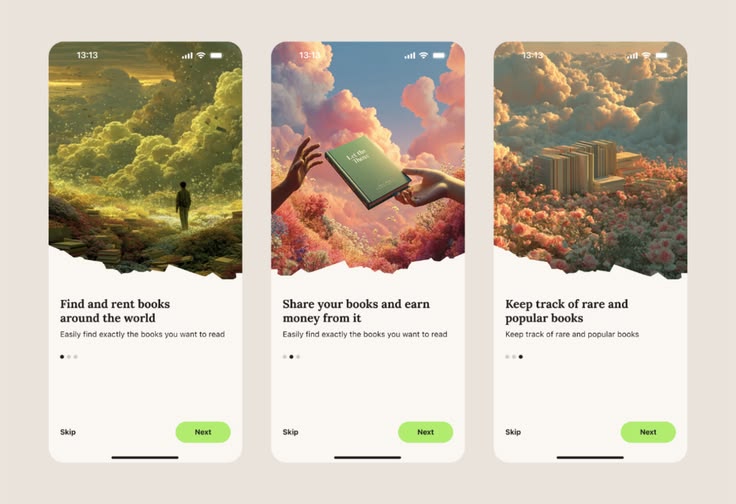 13:13
Find and rent books
around the world
Easily find exactly the books you want to read
Skip
Next
13:13
Let the
Share your books and earn
money from it
Easily find exactly the books you want to read
Skip
Next
13:13
Keep track of rare and
popular books
Keep track of rare and popular books
Skip
Next